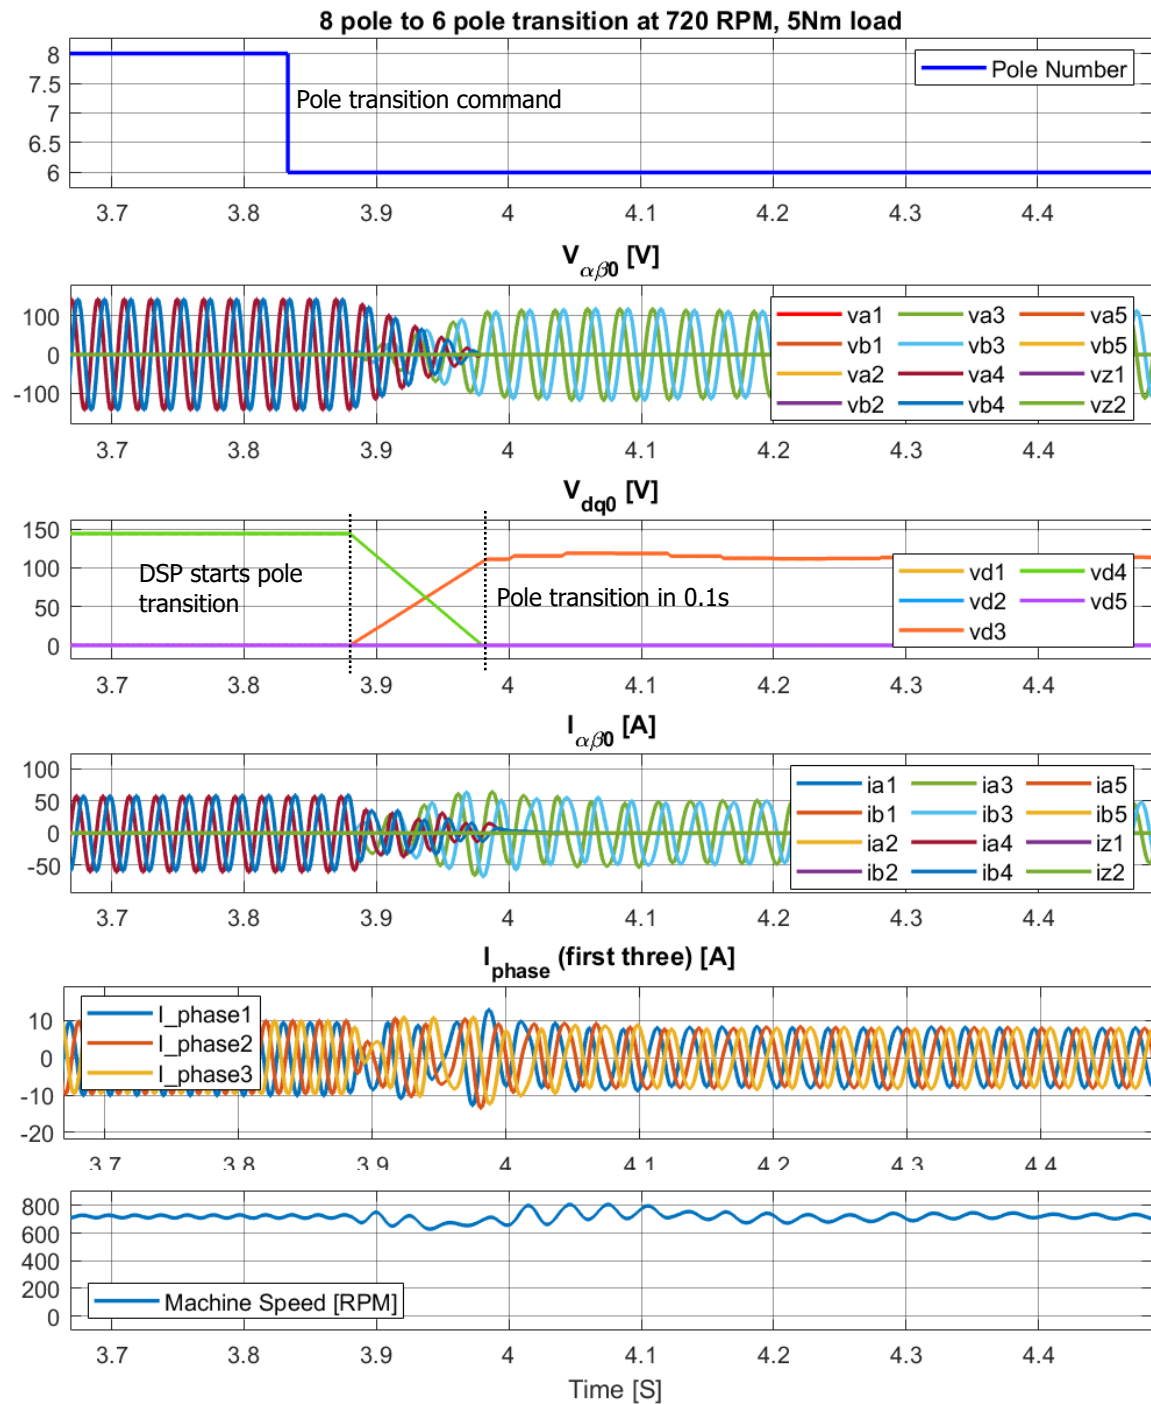 8 pole to 6 pole transition at 720 RPM, 5Nm load
8
7.5
7
6.5
6
Pole Number
Pole transition command
3.7 3.8 3.9 4 4.1 4.2 4.3 4.4
Vαβ0 [V]
100
0
-100
va1 va3 va5
vb1 vb3 vb5
va2 va4 vz1
vb2 vb4 vz2
3.7 3.8 3.9 4 4.1 4.2 4.3 4.4
Vdq0 [V]
150
100
50
0
DSP starts pole
transition
Pole transition in 0.1s
vd1 vd4
vd2 vd5
vd3
3.7 3.8 3.9 4 4.1 4.2 4.3 4.4
Iαβ0 [A]
100
50
0
-50
ia1 ia3 ia5
ib1 ib3 ib5
ia2 ia4 iz1
ib2 ib4 iz2
3.7 3.8 3.9 4 4.1 4.2 4.3 4.4
Iphase (first three) [A]
10
0
-10
-20
I_phase1
I_phase2
I_phase3
3.7 3.8 3.9 4 4.1 4.2 4.3 4.4
800
600
400
200
0
Machine Speed [RPM]
3.7 3.8 3.9 4 4.1 4.2 4.3 4.4
Time [S]